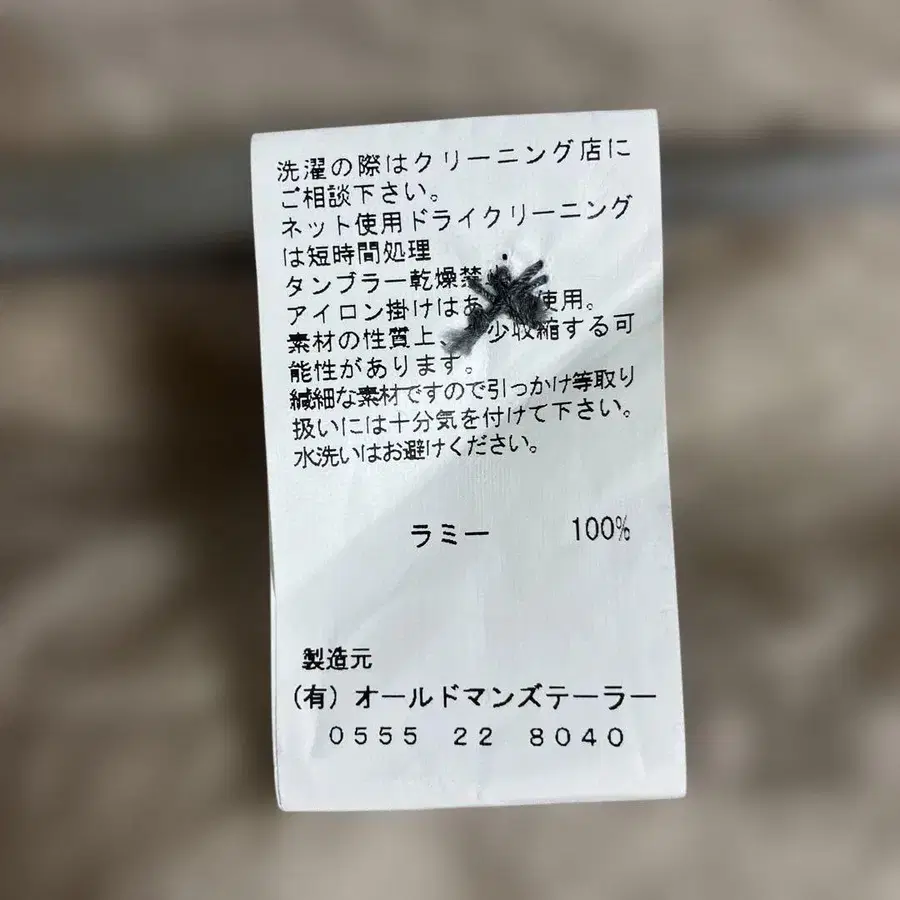 洗濯の際はクリーニング店に
ご相談下さい。
ネット使用ドライクリーニング
は短時間処理
タンブラー乾燥禁
アイロン掛けはあ 使用。
素材の性質上、 少収縮する可
能性があります。
繊細な素材ですので引っかけ等取り
扱いには十分気を付けて下さい。
水洗いはお避けください。
ラミー 100%
製造元
(有) オールドマンズテーラー
0555 22 8040